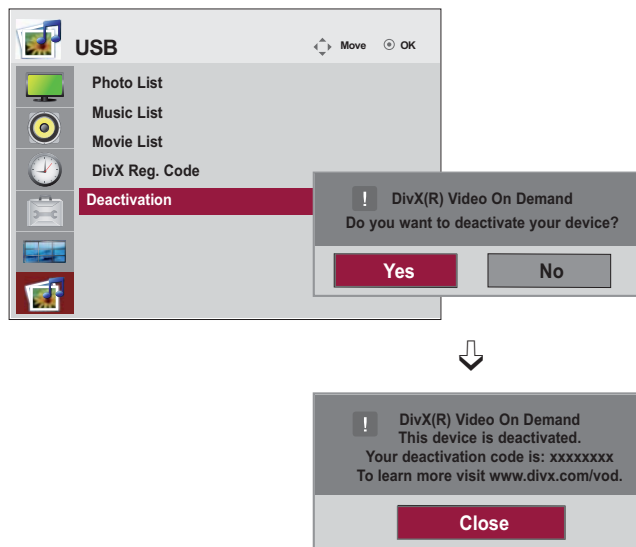 USB
Move OK
Photo List
Music List
Movie List
DivX Reg. Code
Deactivation
! DivX(R) Video On Demand
Do you want to deactivate your device?
Yes No
! DivX(R) Video On Demand
This device is deactivated.
Your deactivation code is: xxxxxxxx
To learn more visit www.divx.com/vod.
Close